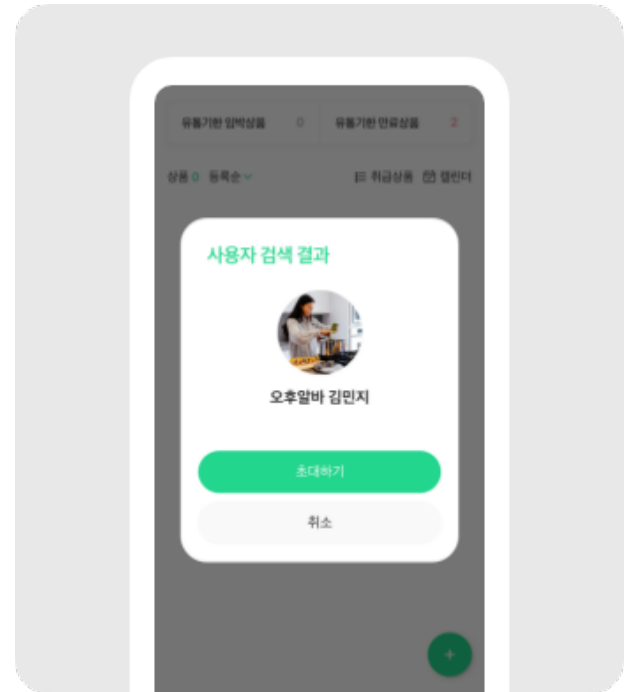 유통기한 임박상품 0 유통기한 만료상품 2
상품 0 등록순 취급상품 캘린더
사용자 검색 결과
오후알바 김민지
초대하기
취소
+